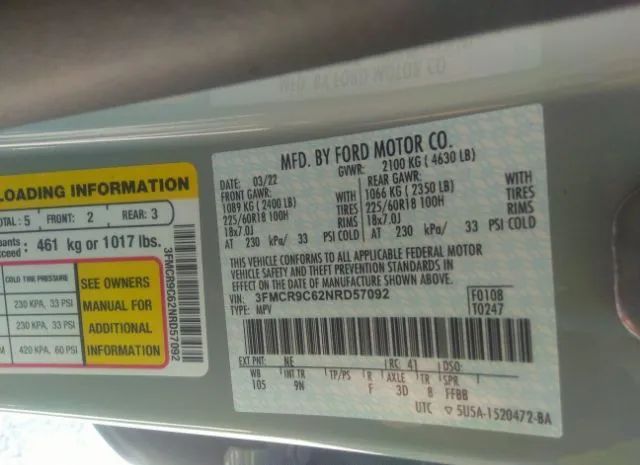 MFD. BY FORD MOTOR CO.
LOADING INFORMATION
TOTAL: 5 FRONT: 2 REAR: 3
461 kg or 1017 lbs.
COLD TIRE PRESSURE
230 KPA, 33 PSI
230 KPA, 33 PSI
420 KPA, 60 PSI
SEE OWNERS
MANUAL FOR
ADDITIONAL
INFORMATION
3FMCR9C62NRD57092
MFD. BY FORD MOTOR CO.
DATE: 03/22 GVWR: 2100 KG ( 4630 LB)
FRONT GAWR: REAR GAWR:
1089 KG ( 2400 LB) WITH 1066 KG ( 2350 LB) WITH
225/60R18 100H TIRES 225/60R18 100H TIRES
18x7.0J RIMS 18x7.0J RIMS
AT 230 kPa/ 33 PSI COLD AT 230 kPa/ 33 PSI COLD
THIS VEHICLE CONFORMS TO ALL APPLICABLE FEDERAL MOTOR
VEHICLE SAFETY AND THEFT PREVENTION STANDARDS IN
EFFECT ON THE DATE OF MANUFACTURE SHOWN ABOVE.
VIN: 3FMCR9C62NRD57092 F0108
TYPE: MPV T0247
EXT PNT: NE RC: 41 DSO:
WB INT TR TP/PS R AXLE TR SPR
105 9N F 3D 8 FFBB
UTC ▽ 5U5A-1520472-BA